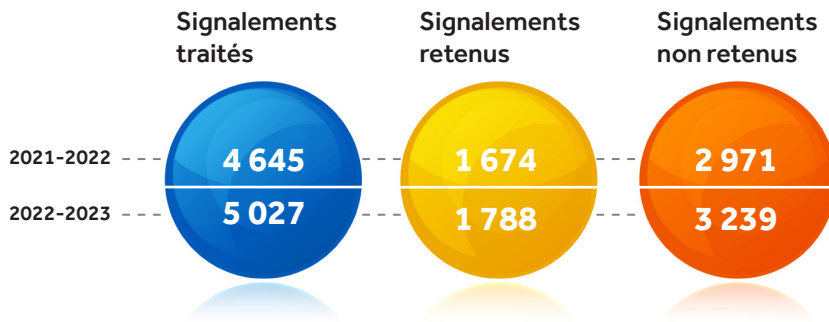 Signalements traités
Signalements retenus
Signalements non retenus
2021-2022 4 645 1 674 2 971
2022-2023 5 027 1 788 3 239